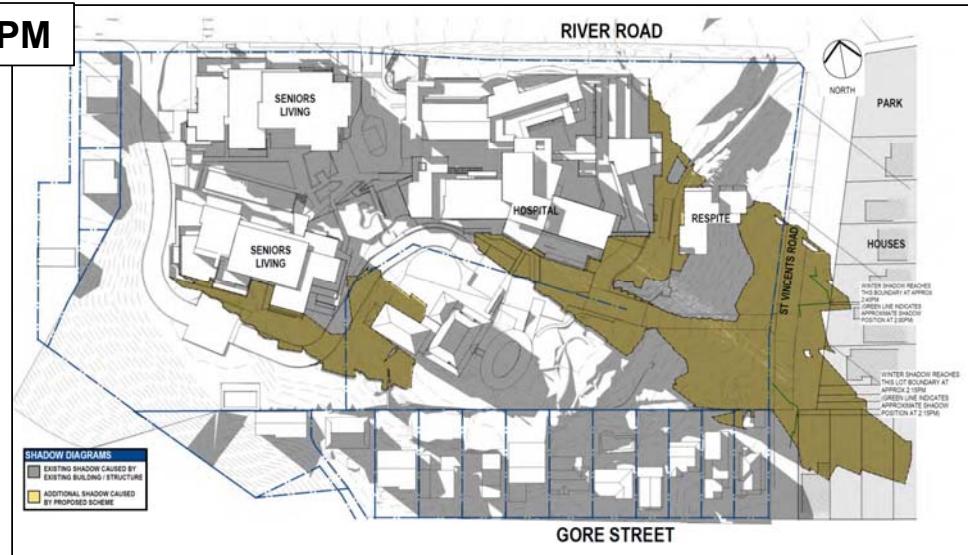 PM
RIVER ROAD
NORTH
PARK
SENIORS
LIVING
HOSPITAL
RESPITE
SENIORS
LIVING
ST VINCENTS ROAD
HOUSES
WINTER SHADOW REACHES
THIS BOUNDARY AT APPROX
2:40PM
(GREEN LINE INDICATES
APPROXIMATE SHADOW
POSITION AT 2:00PM)
WINTER SHADOW REACHES
THIS LOT BOUNDARY AT
APPROX 2:15PM
(GREEN LINE INDICATES
APPROXIMATE SHADOW
POSITION AT 2:15PM)
SHADOW DIAGRAMS
EXISTING SHADOW CAUSED BY
EXISTING BUILDING / STRUCTURE
ADDITIONAL SHADOW CAUSED
BY PROPOSED SCHEME
GORE STREET